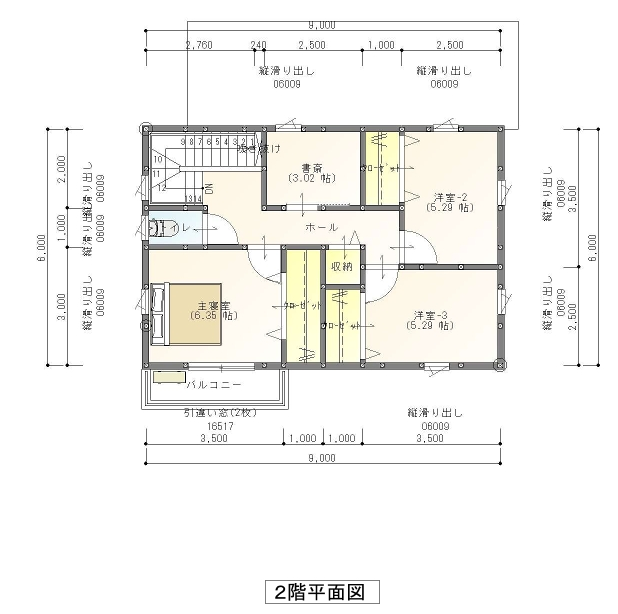 9,000
2,760 240 2,500 1,000 2,500
縦滑り出し 縦滑り出し
06009 06009
9 8 7 6 5 4 3 2 1
吹き抜け
10
11
12
13 14
DN
書斎
(3.02 帖)
クローゼット
洋室-2
(5.29 帖)
トイレ
ホール
収納
主寝室
(6.35 帖)
クローゼット
クローゼット
洋室-3
(5.29 帖)
バルコニー
6,000
2,000
1,000
3,000
縦滑り出し
06009
縦滑り出し
06009
縦滑り出し
06009
縦滑り出し
06009
縦滑り出し
06009
3,500
2,500
6,000
引違い窓(2枚)
16517
縦滑り出し
06009
3,500 1,000 1,000 3,500
9,000
2階平面図